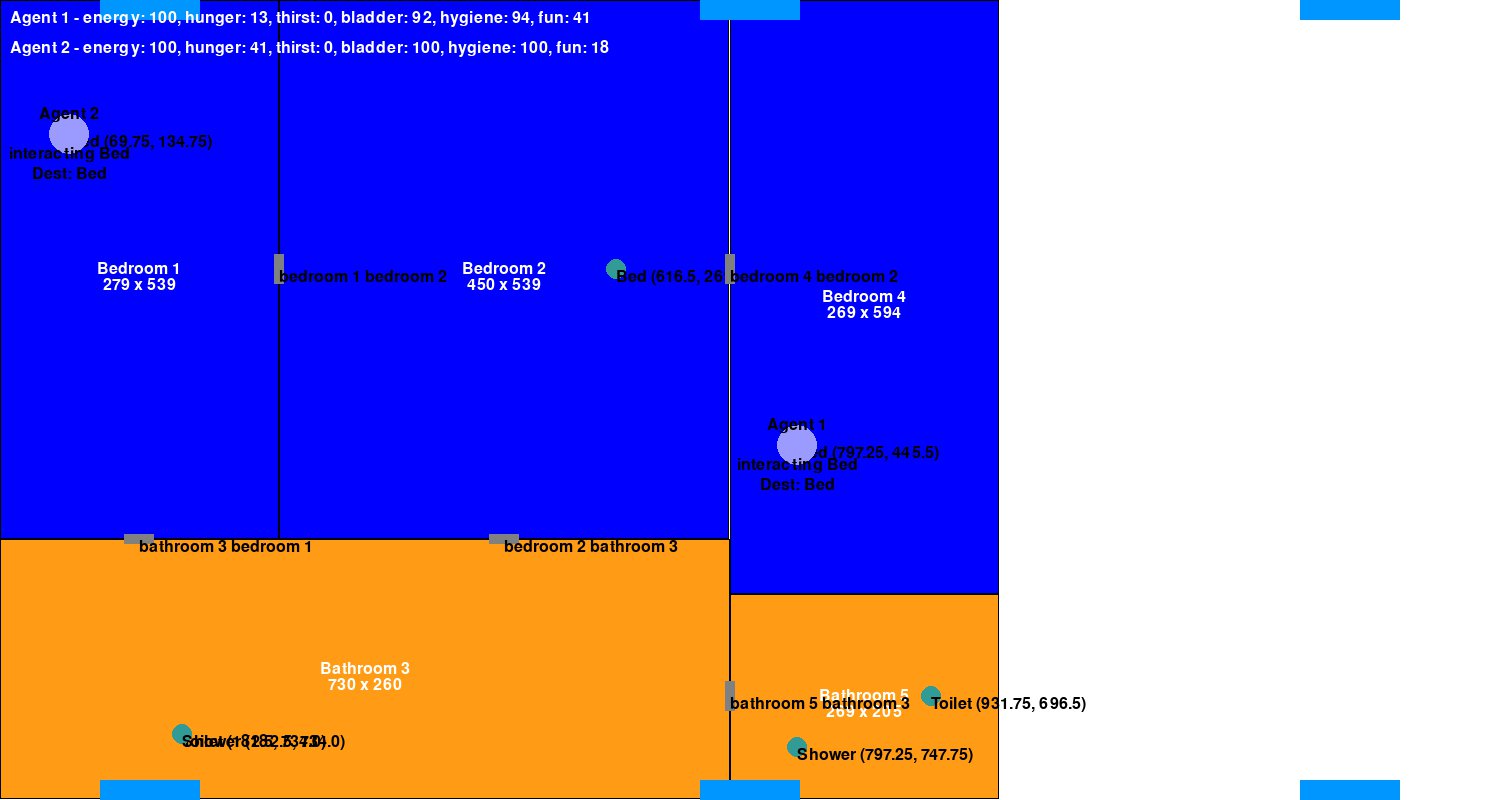 Agent 1 - energy: 100, hunger: 13, thirst: 0, bladder: 92, hygiene: 94, fun: 41
Agent 2 - energy: 100, hunger: 41, thirst: 0, bladder: 100, hygiene: 100, fun: 18
Agent 2
(69.75, 134.75)
interacting Bed
Dest: Bed
Bedroom 1
279 x 539
bedroom 1 bedroom 2
Bedroom 2
450 x 539
Bed (616.5, 26
bedroom 4 bedroom 2
Bedroom 4
269 x 594
Agent 1
(797.25, 445.5)
interacting Bed
Dest: Bed
bathroom 3 bedroom 1
bedroom 2 bathroom 3
Bathroom 3
730 x 260
bathroom 5 bathroom 3
Bathroom 5
269 x 205
Toilet (931.75, 696.5)
Shower (797.25, 747.75)